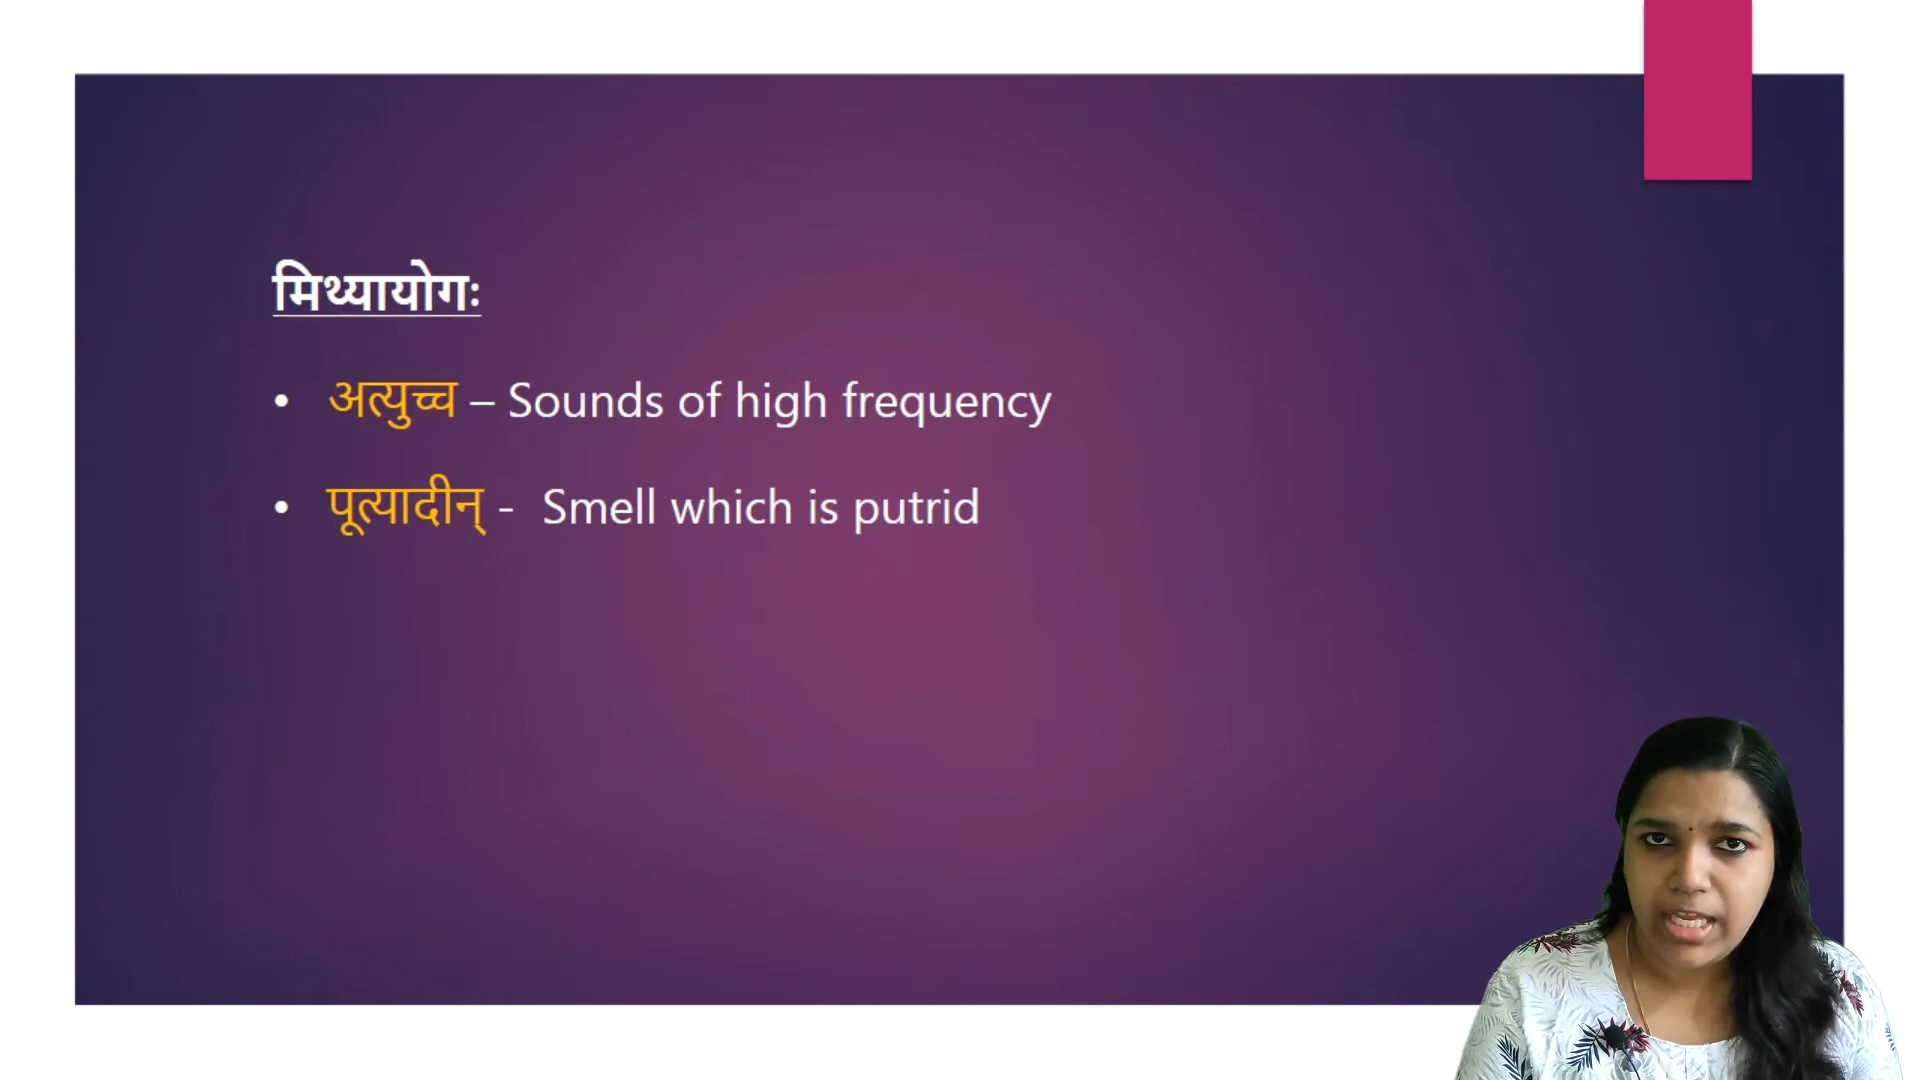 मिथ्यायोगः
• अत्युच्च – Sounds of high frequency
• पूत्यादीन् - Smell which is putrid